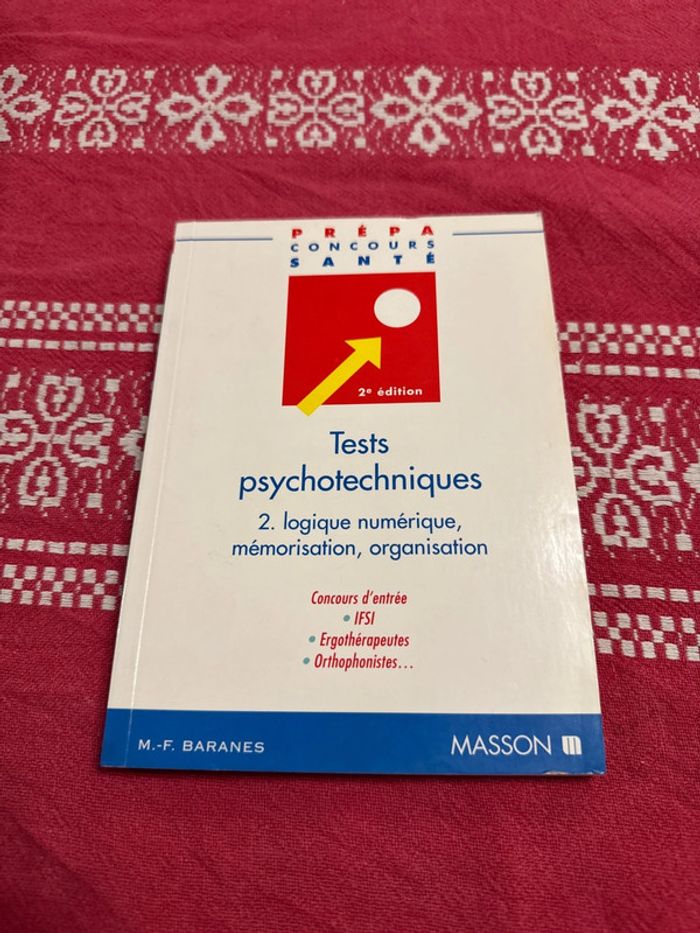 PRÉPA
CONCOURS
SANTÉ
2e édition
Tests
psychotechniques
2. logique numérique,
mémorisation, organisation
Concours d'entrée
• IFSI
• Ergothérapeutes
• Orthophonistes...
M.-F. BARANES
MASSON